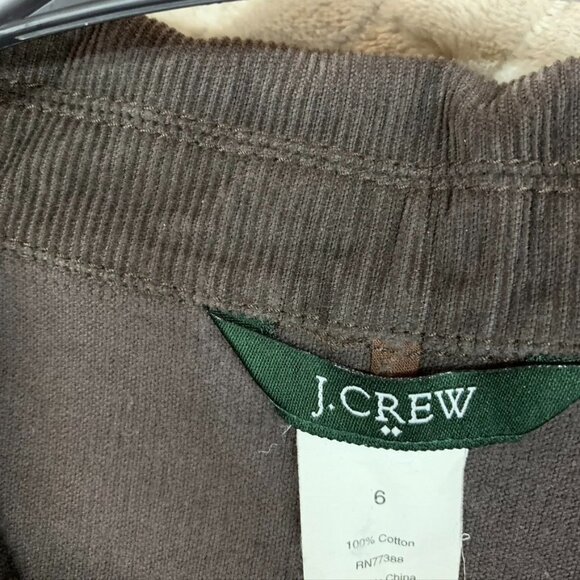 J.CREW
6
100% Cotton
RN77388
China